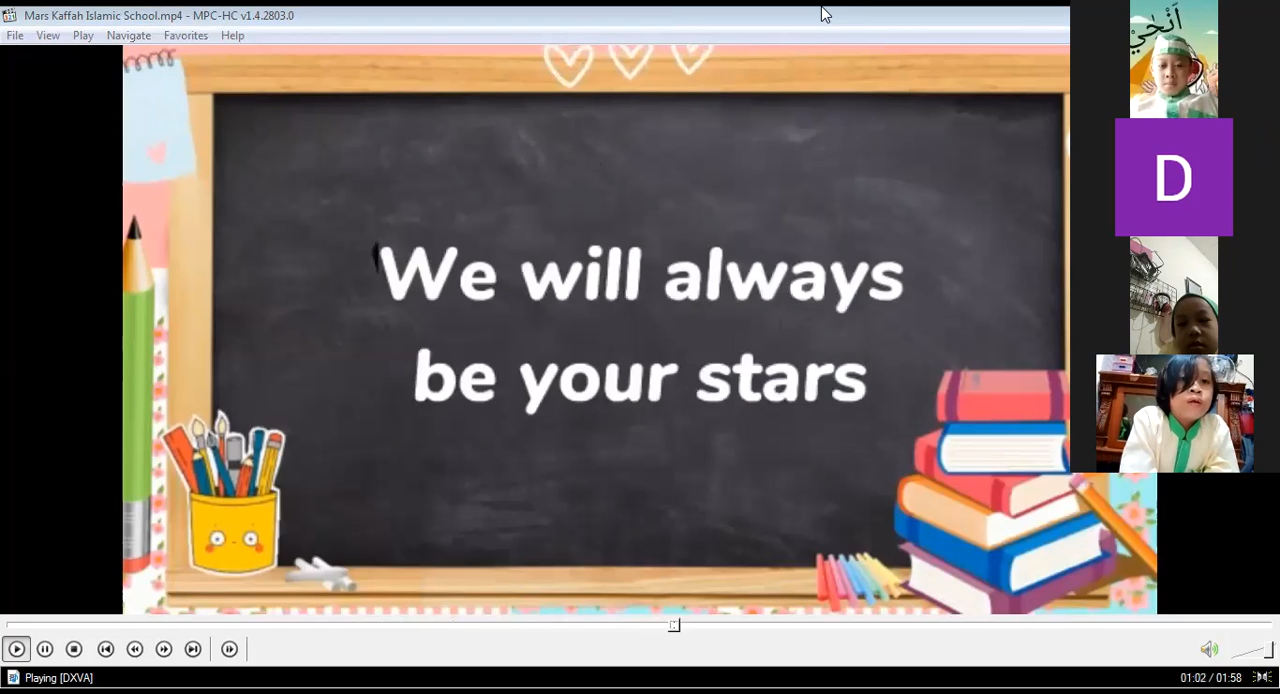 Mars Kaffah Islamic School.mp4 - MPC-HC v1.4.2803.0
File View Play Navigate Favorites Help
We will always
be your stars
D
Playing [DXVA]
01:02 / 01:58